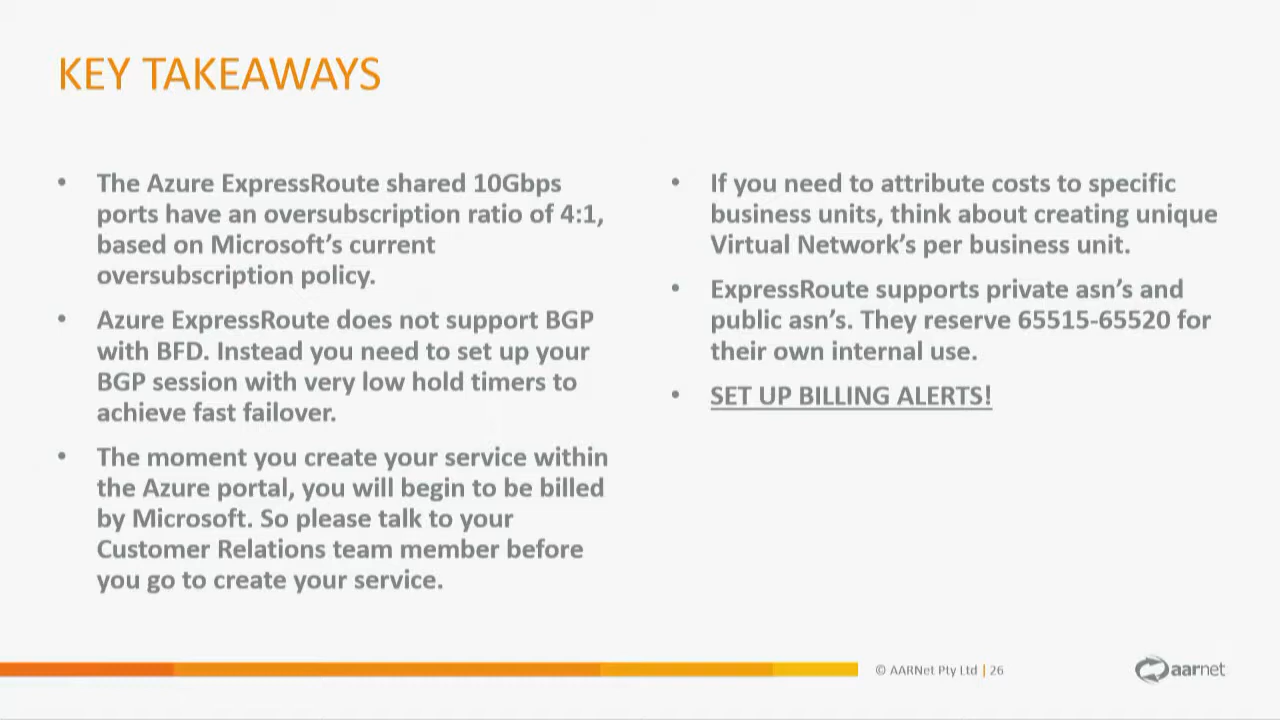 KEY TAKEAWAYS
• The Azure ExpressRoute shared 10Gbps
ports have an oversubscription ratio of 4:1,
based on Microsoft's current
oversubscription policy.
• Azure ExpressRoute does not support BGP
with BFD. Instead you need to set up your
BGP session with very low hold timers to
achieve fast failover.
• The moment you create your service within
the Azure portal, you will begin to be billed
by Microsoft. So please talk to your
Customer Relations team member before
you go to create your service.
• If you need to attribute costs to specific
business units, think about creating unique
Virtual Network's per business unit.
• ExpressRoute supports private asn's and
public asn's. They reserve 65515-65520 for
their own internal use.
• SET UP BILLING ALERTS!
© AARNet Pty Ltd | 26
aarnet